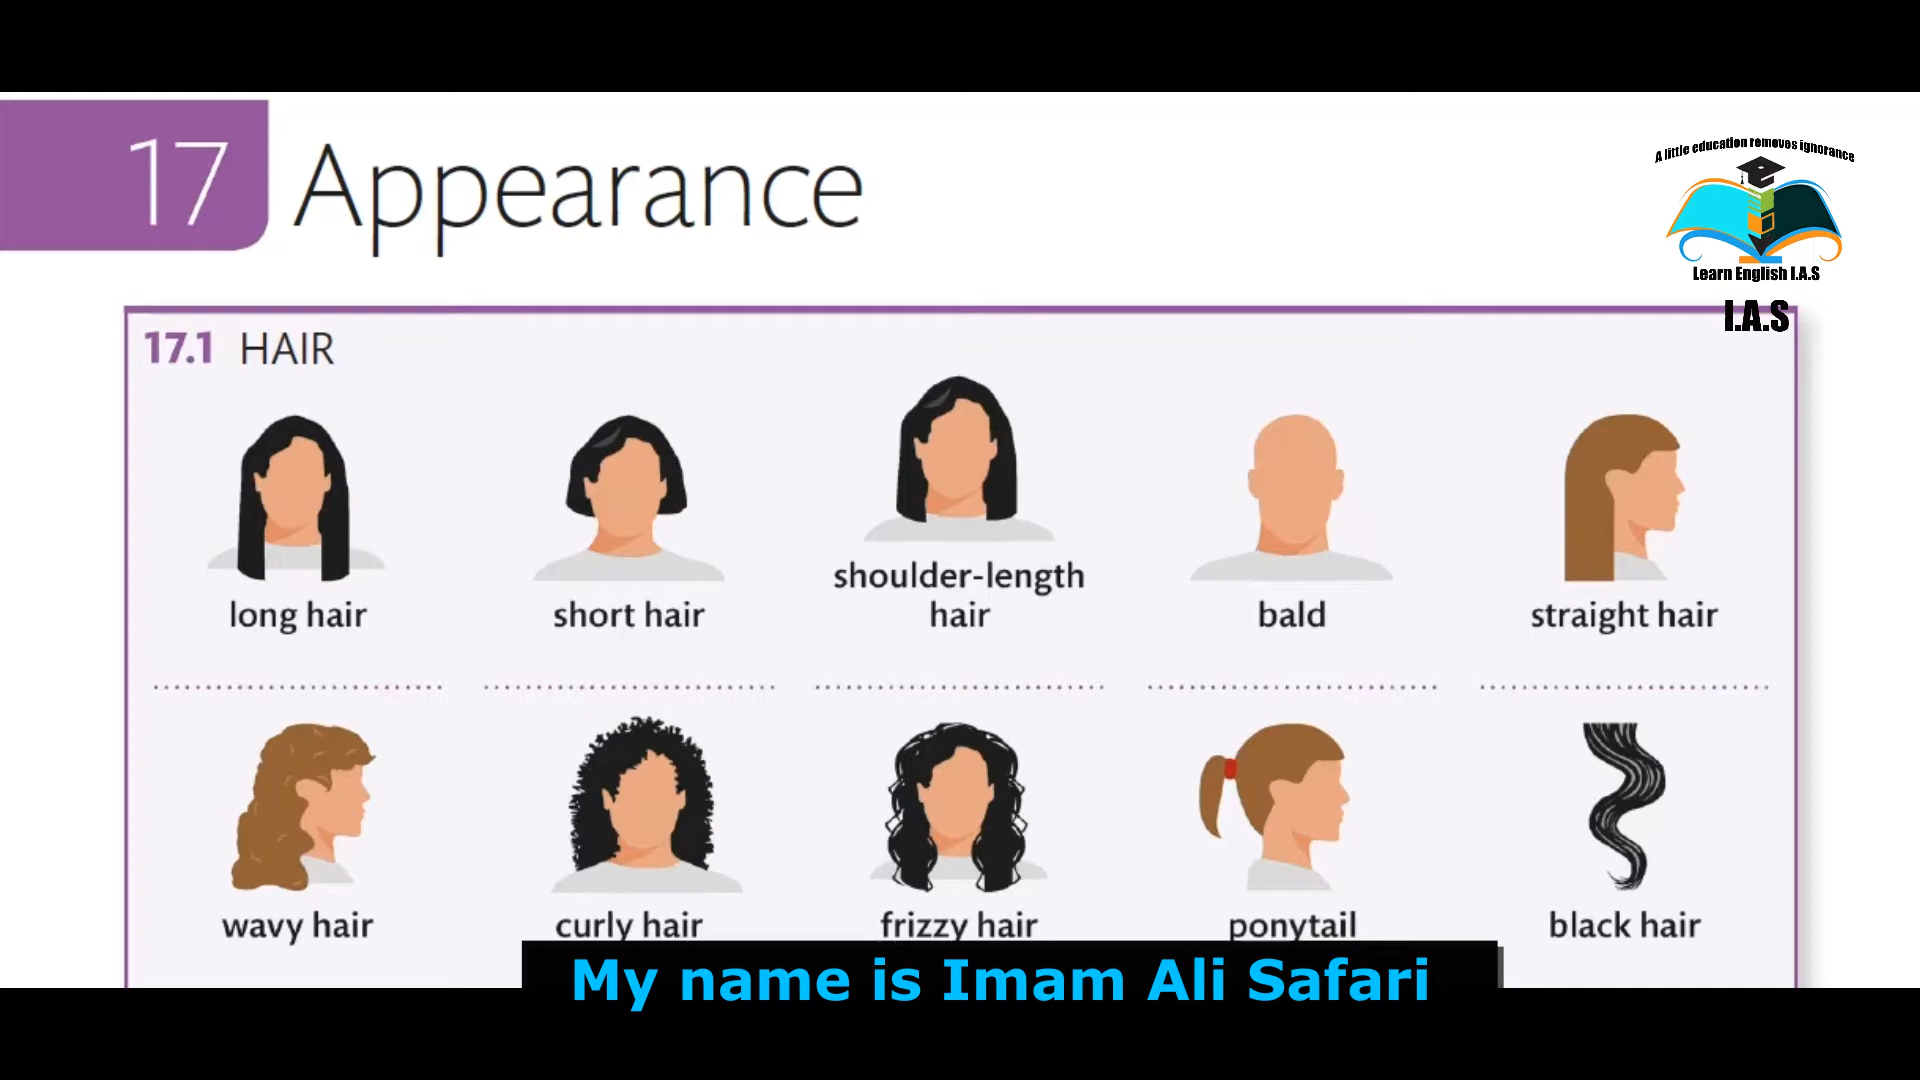 17 Appearance
A little education removes ignorance
Learn English I.A.S
I.A.S
17.1 HAIR
long hair
short hair
shoulder-length
hair
bald
straight hair
wavy hair
curly hair
frizzy hair
ponytail
black hair
My name is Imam Ali Safari